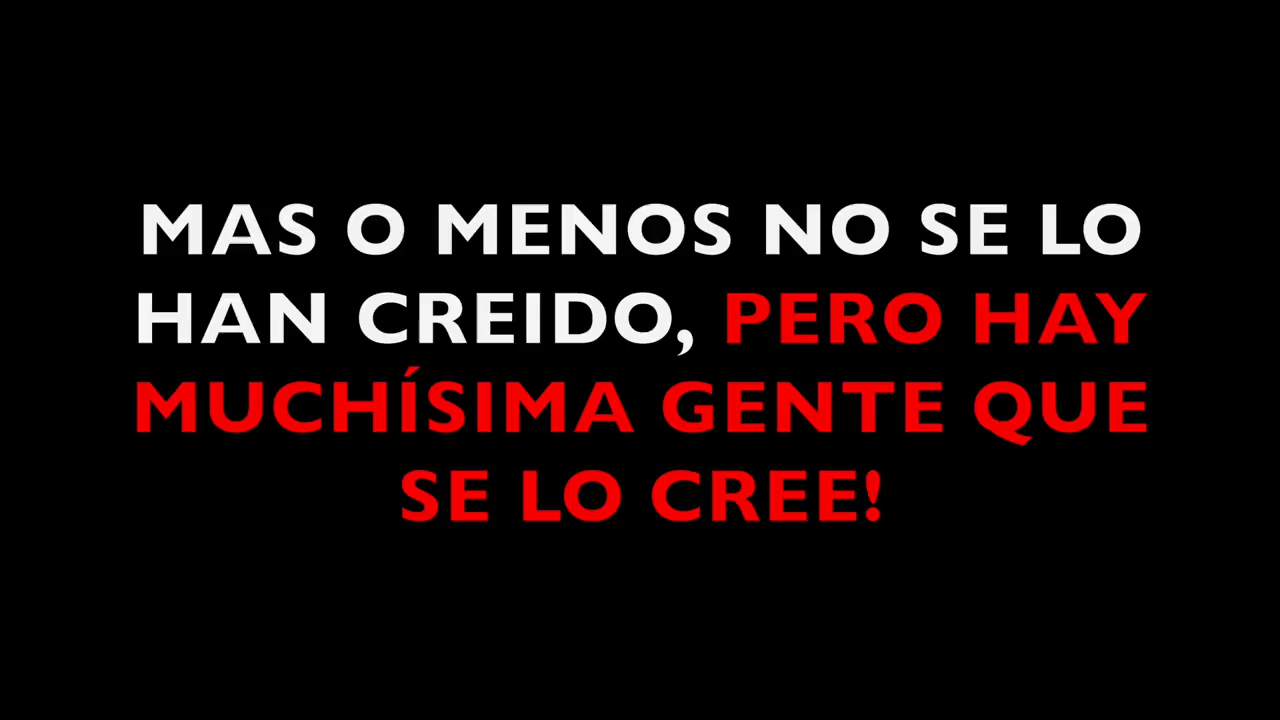 MAS O MENOS NO SE LO
HAN CREIDO, PERO HAY
MUCHÍSIMA GENTE QUE
SE LO CREE!